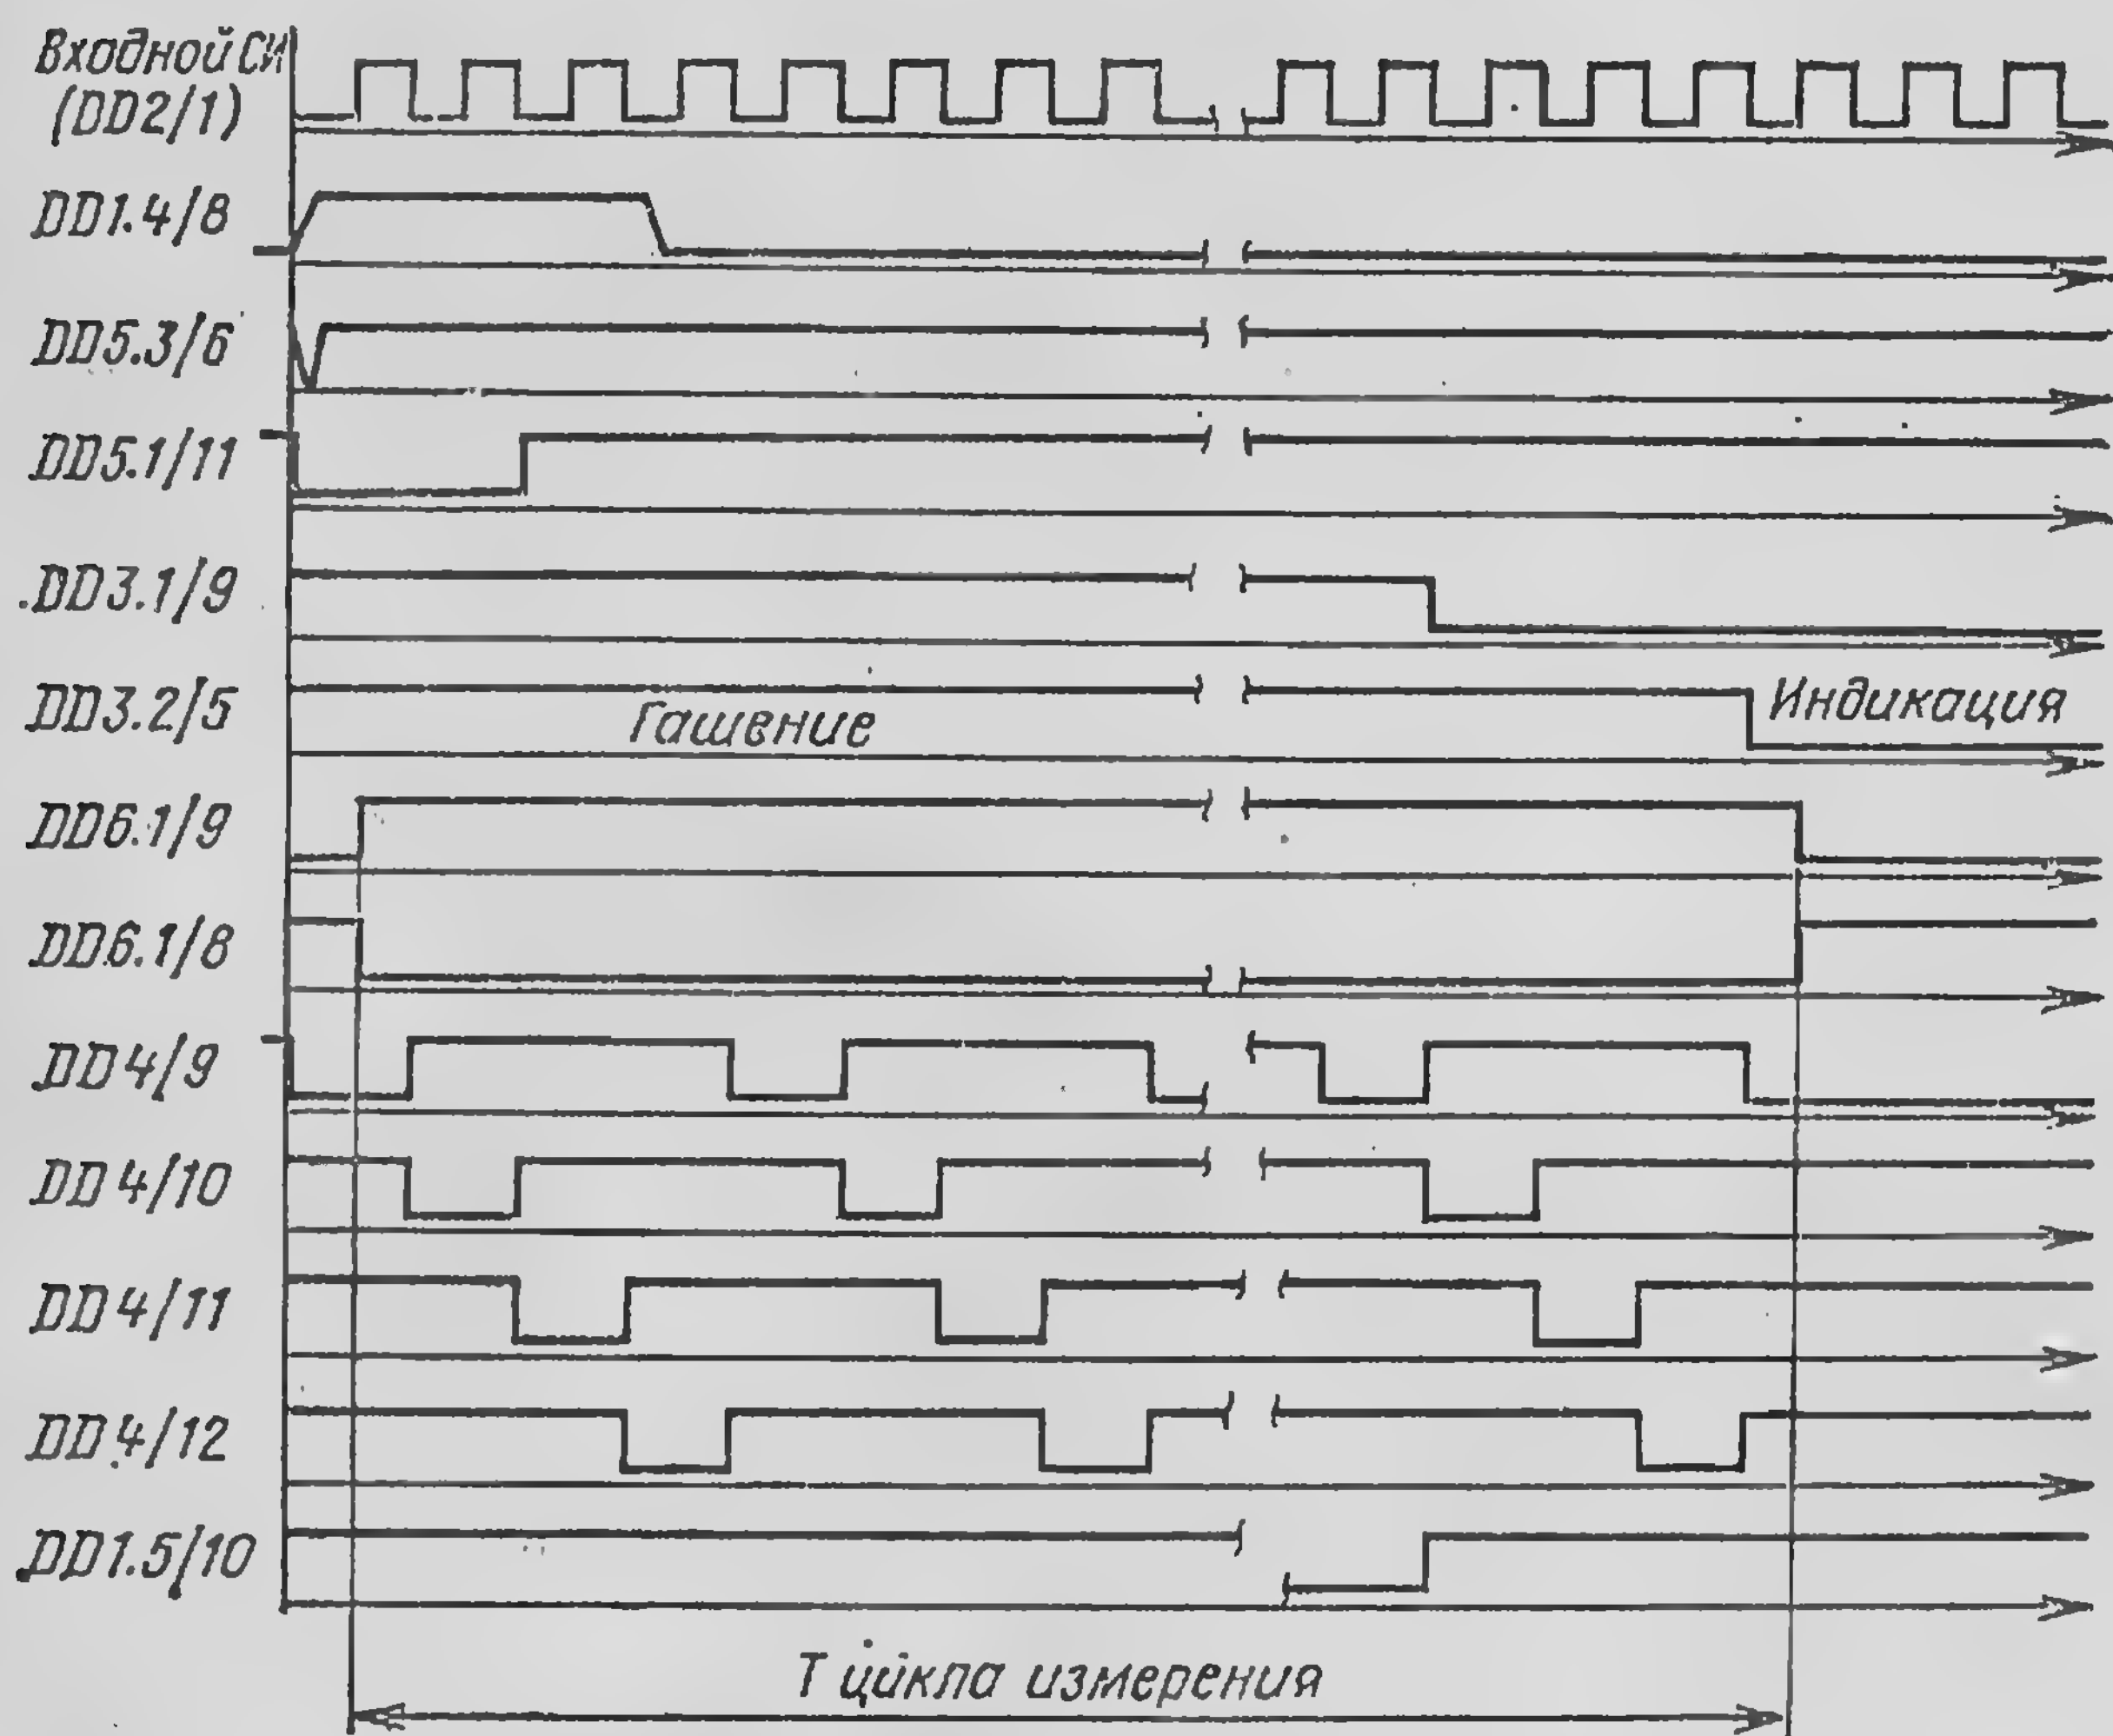 Входной СИ
(DD2/1)
DD1.4/8
DD5.3/6
DD5.1/11
DD3.1/9
DD3.2/5
Гашение
Индикация
DD6.1/9
DD6.1/8
DD4/9
DD4/10
DD4/11
DD4/12
DD1.5/10
Т цикла измерения